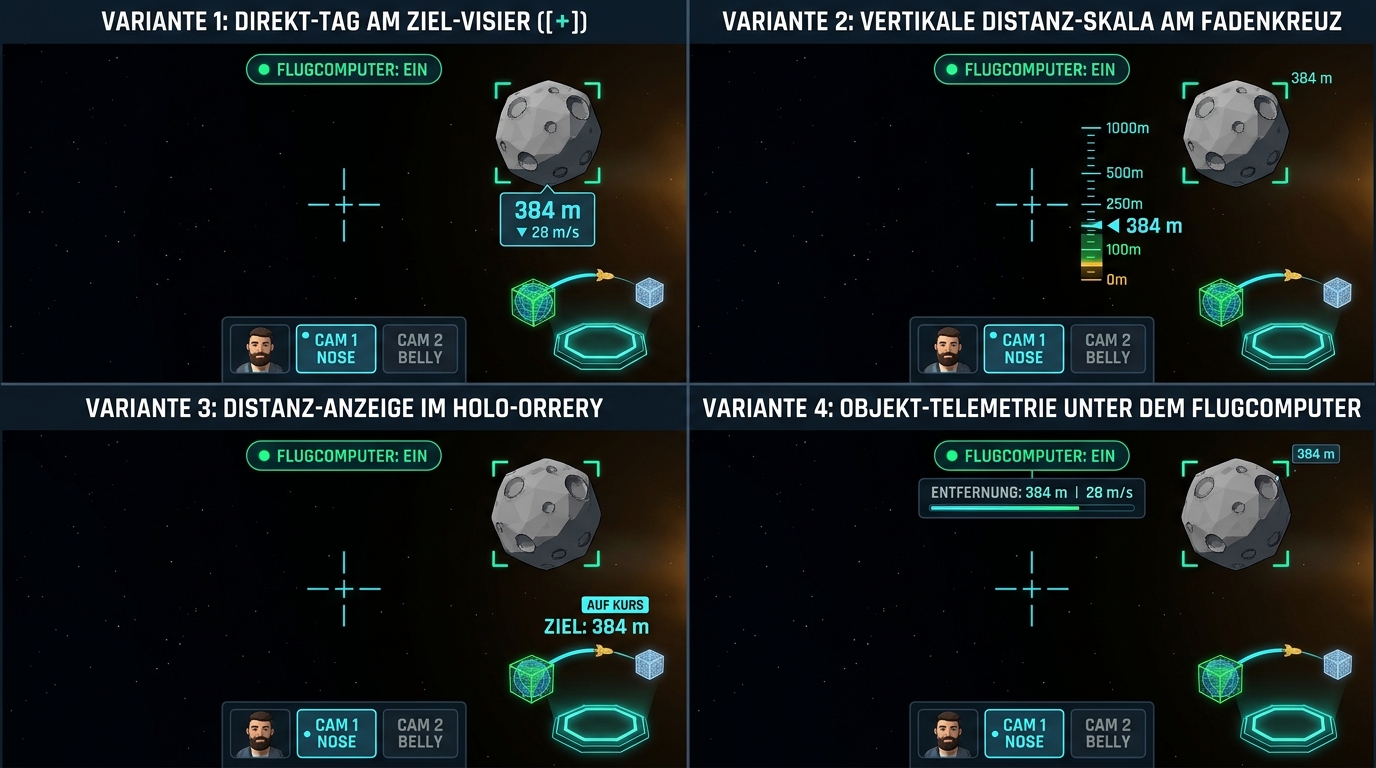 VARIANTE 1: DIREKT-TAG AM ZIEL-VISIER ([+])
FLUGCOMPUTER: EIN
384 m
▼ 28 m/s
CAM 1
NOSE
CAM 2
BELLY
VARIANTE 2: VERTIKALE DISTANZ-SKALA AM FADENKREUZ
FLUGCOMPUTER: EIN
384 m
1000m
500m
250m
◀ 384 m
100m
0m
CAM 1
NOSE
CAM 2
BELLY
VARIANTE 3: DISTANZ-ANZEIGE IM HOLO-ORRERY
FLUGCOMPUTER: EIN
AUF KURS
ZIEL: 384 m
CAM 1
NOSE
CAM 2
BELLY
VARIANTE 4: OBJEKT-TELEMETRIE UNTER DEM FLUGCOMPUTER
FLUGCOMPUTER: EIN
384 m
ENTFERNUNG: 384 m | 28 m/s
CAM 1
NOSE
CAM 2
BELLY